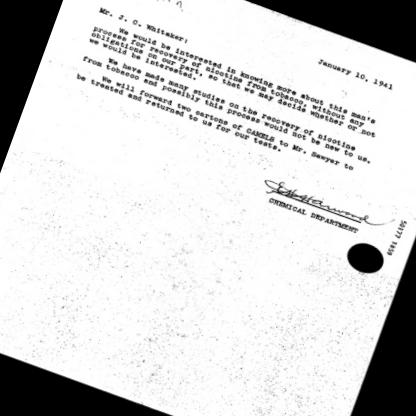 January 10, 1941
Mr. J. C. Whitaker:
We would be interested in knowing more about this man's
process for recovery of nicotine from tobacco, without any
obligations on our part, so that we may decide whether or not
we would be interested.
We have made many studies on the recovery of nicotine
from tobacco and possibly this process would not be new to us.
We will forward two cartons of CAMELS to Mr. Sawyer to
be treated and returned to us for our tests.
CHEMICAL DEPARTMENT
50177 1859